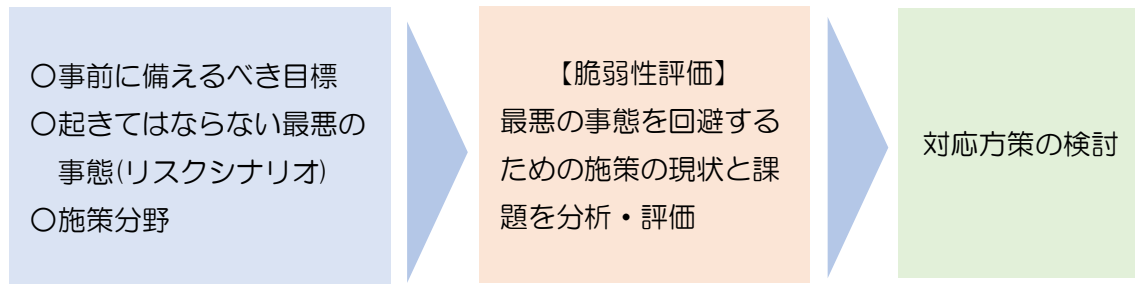 〇事前に備えるべき目標
〇起きてはならない最悪の
事態(リスクシナリオ)
〇施策分野
【脆弱性評価】
最悪の事態を回避する
ための施策の現状と課
題を分析・評価
対応方策の検討